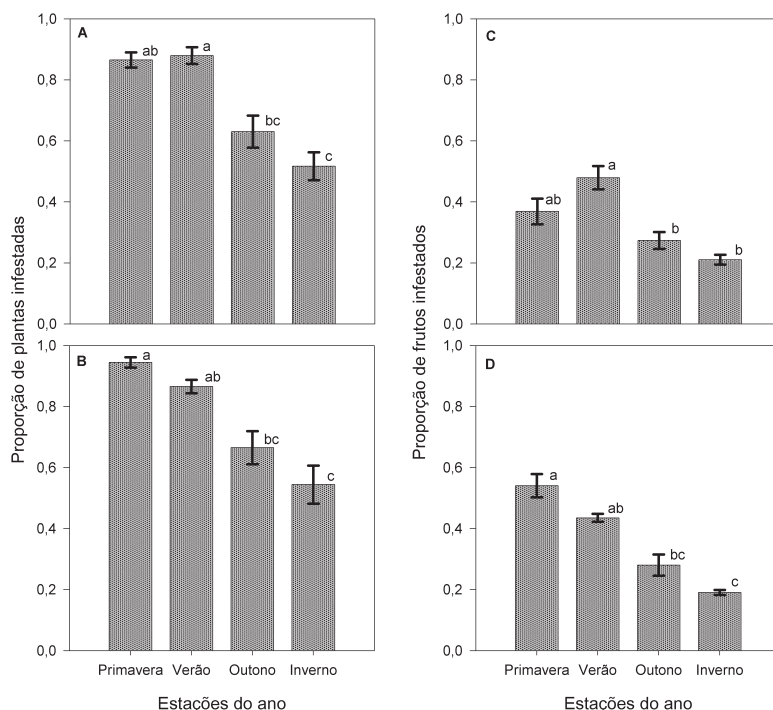 Proporção de plantas infestadas
1,0
0,8
0,6
0,4
0,2
0,0
A
ab
a
bc
c
1,0
0,8
0,6
0,4
0,2
0,0
B
a
ab
bc
c
Primavera Verão Outono Inverno
Estacões do ano
Proporção de frutos infestados
1,0
0,8
0,6
0,4
0,2
0,0
C
ab
a
b
b
1,0
0,8
0,6
0,4
0,2
0,0
D
a
ab
bc
c
Primavera Verão Outono Inverno
Estacões do ano